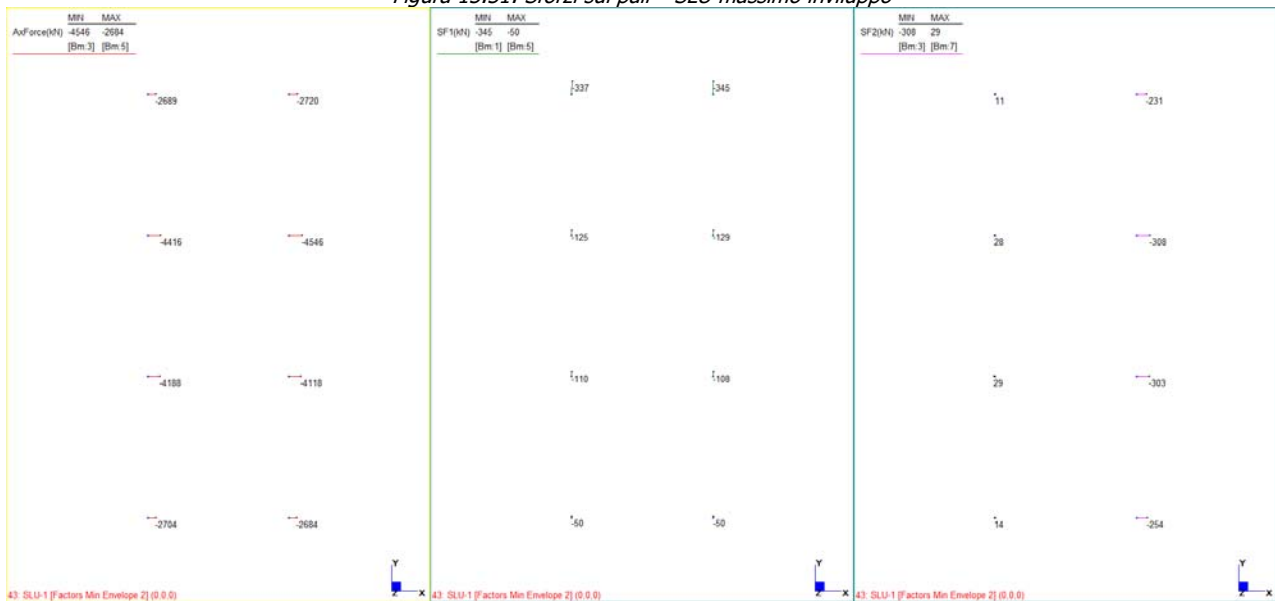 Figura 13.31: Sforzi sui pali – SLU massimo inviluppo
MIN MAX
AxForce(kN) -4546 -2684
[Bm:3] [Bm:5]
-2689 -2720
-4416 -4546
-4188 -4118
-2704 -2684
Y
Z X
43: SLU-1 [Factors Min Envelope 2] (0.0.0)
MIN MAX
SF1(kN) -345 -50
[Bm:1] [Bm:5]
-337 -345
-125 -129
-110 -108
-50 -50
Y
Z X
43: SLU-1 [Factors Min Envelope 2] (0.0.0)
MIN MAX
SF2(kN) -308 29
[Bm:3] [Bm:7]
11 -231
28 -308
29 -303
14 -254
Y
Z X
43: SLU-1 [Factors Min Envelope 2] (0.0.0)